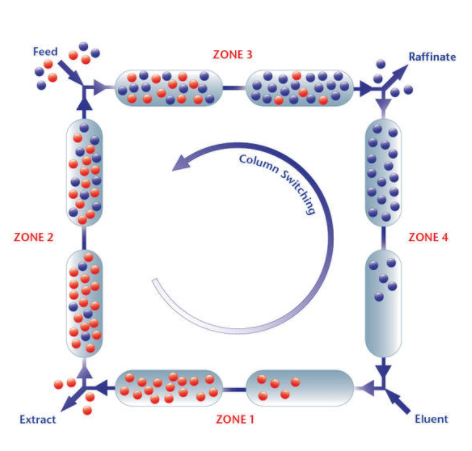 Feed
ZONE 3
Raffinate
Column Switching
ZONE 2
ZONE 4
Extract
ZONE 1
Eluent